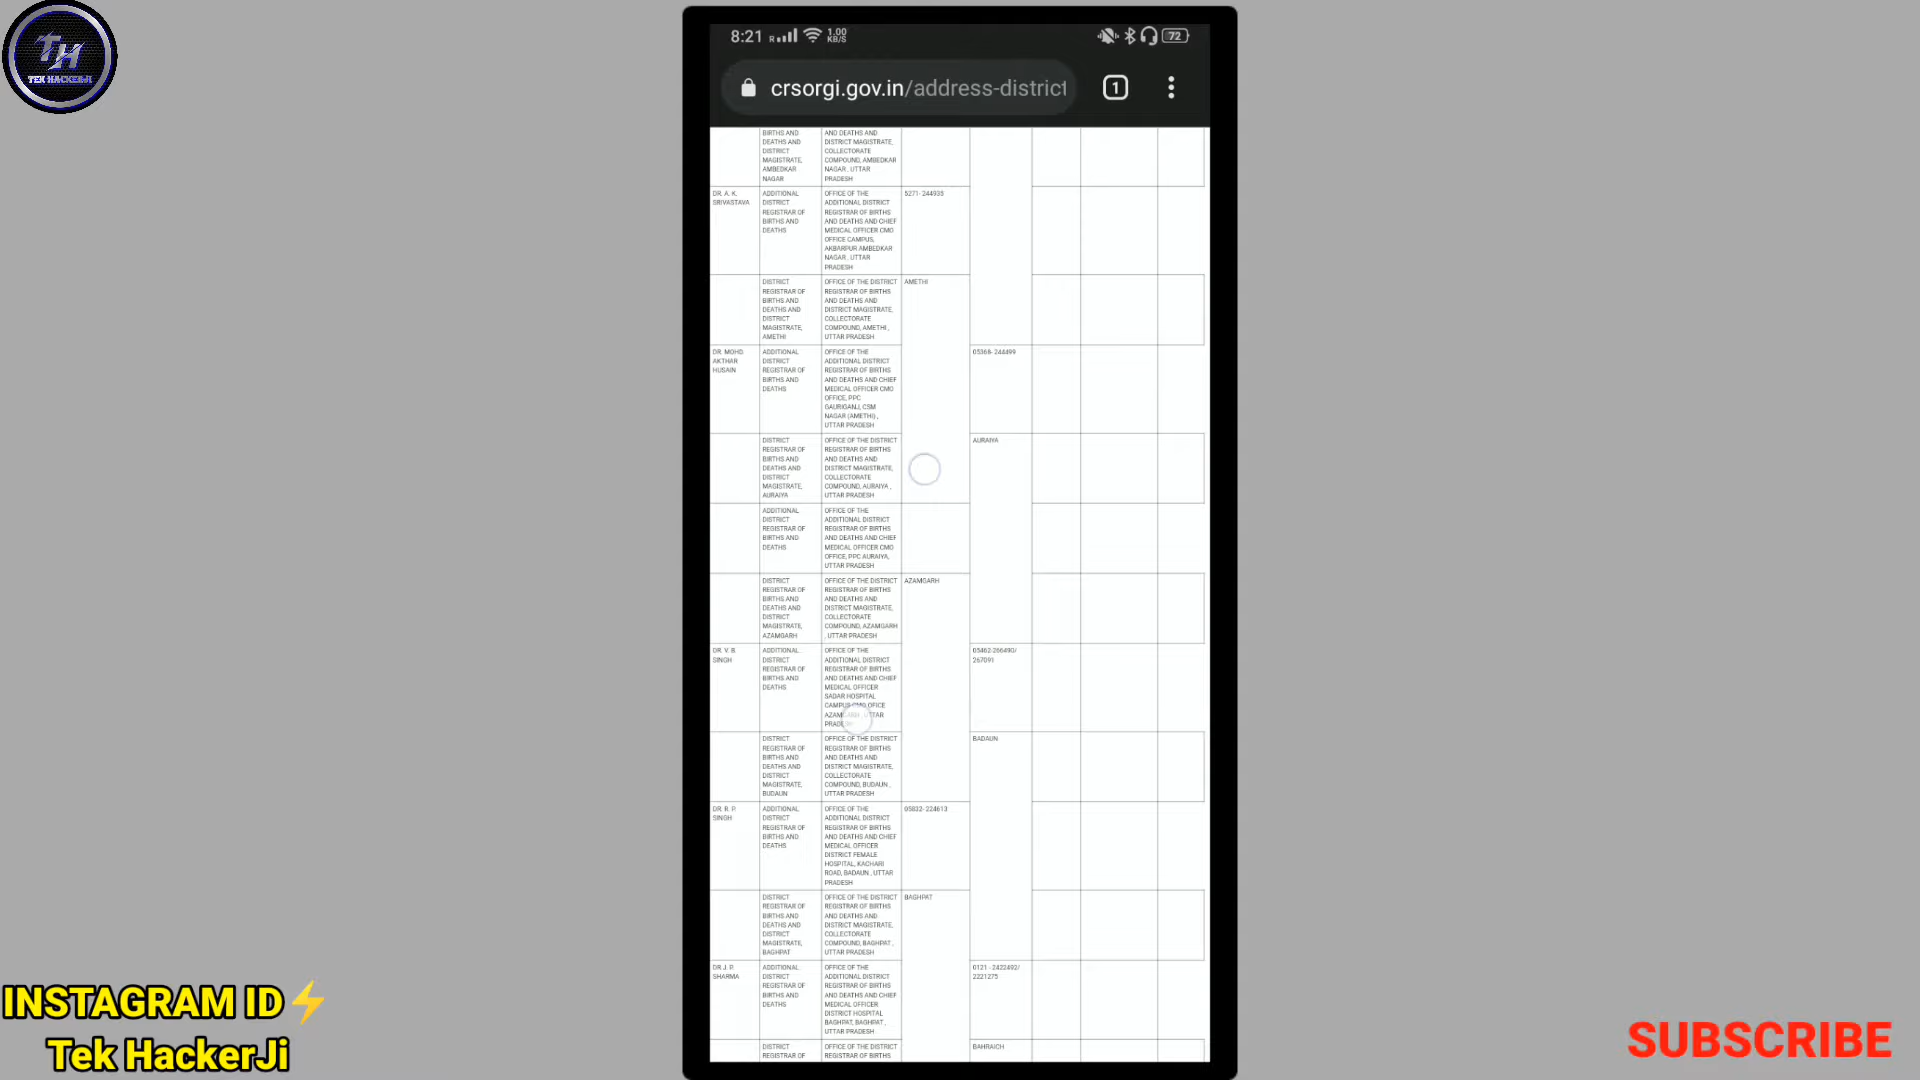 TH
TEK HACKERJI
8:21
R
1.00
KB/S
72
crsorgi.gov.in/address-district
1
BIRTHS AND
DEATHS AND
DISTRICT
MAGISTRATE,
AMBEDKAR
NAGAR
AND DEATHS AND
DISTRICT MAGISTRATE,
COLLECTORATE
COMPOUND, AMBEDKAR
NAGAR , UTTAR
PRADESH
DR. A. K.
SRIVASTAVA
ADDITIONAL
DISTRICT
REGISTRAR OF
BIRTHS AND
DEATHS
OFFICE OF THE
ADDITIONAL DISTRICT
REGISTRAR OF BIRTHS
AND DEATHS AND CHIEF
MEDICAL OFFICER CMO
OFFICE CAMPUS,
AKBARPUR AMBEDKAR
NAGAR , UTTAR
PRADESH
5271- 244935
DISTRICT
REGISTRAR OF
BIRTHS AND
DEATHS AND
DISTRICT
MAGISTRATE,
AMETHI
OFFICE OF THE DISTRICT
REGISTRAR OF BIRTHS
AND DEATHS AND
DISTRICT MAGISTRATE,
COLLECTORATE
COMPOUND, AMETHI ,
UTTAR PRADESH
AMETHI
DR. MOHD.
AKTHAR
HUSAIN
ADDITIONAL
DISTRICT
REGISTRAR OF
BIRTHS AND
DEATHS
OFFICE OF THE
ADDITIONAL DISTRICT
REGISTRAR OF BIRTHS
AND DEATHS AND CHIEF
MEDICAL OFFICER CMO
OFFICE, PPC
GAURIGANJ, CSM
NAGAR (AMETHI) ,
UTTAR PRADESH
05368- 244499
DISTRICT
REGISTRAR OF
BIRTHS AND
DEATHS AND
DISTRICT
MAGISTRATE,
AURAIYA
OFFICE OF THE DISTRICT
REGISTRAR OF BIRTHS
AND DEATHS AND
DISTRICT MAGISTRATE,
COLLECTORATE
COMPOUND, AURAIYA ,
UTTAR PRADESH
AURAIYA
ADDITIONAL
DISTRICT
REGISTRAR OF
BIRTHS AND
DEATHS
OFFICE OF THE
ADDITIONAL DISTRICT
REGISTRAR OF BIRTHS
AND DEATHS AND CHIEF
MEDICAL OFFICER CMO
OFFICE, PPC AURAIYA,
UTTAR PRADESH
DISTRICT
REGISTRAR OF
BIRTHS AND
DEATHS AND
DISTRICT
MAGISTRATE,
AZAMGARH
OFFICE OF THE DISTRICT
REGISTRAR OF BIRTHS
AND DEATHS AND
DISTRICT MAGISTRATE,
COLLECTORATE
COMPOUND, AZAMGARH
, UTTAR PRADESH
AZAMGARH
DR. V. B.
SINGH
ADDITIONAL
DISTRICT
REGISTRAR OF
BIRTHS AND
DEATHS
OFFICE OF THE
ADDITIONAL DISTRICT
REGISTRAR OF BIRTHS
AND DEATHS AND CHIEF
MEDICAL OFFICER
SADAR HOSPITAL
CAMPUS CMO OFICE
AZAMGARH , UTTAR
PRADESH
05462-266490/
267091
DISTRICT
REGISTRAR OF
BIRTHS AND
DEATHS AND
DISTRICT
MAGISTRATE,
BUDAUN
OFFICE OF THE DISTRICT
REGISTRAR OF BIRTHS
AND DEATHS AND
DISTRICT MAGISTRATE,
COLLECTORATE
COMPOUND, BUDAUN ,
UTTAR PRADESH
BADAUN
DR. R. P.
SINGH
ADDITIONAL
DISTRICT
REGISTRAR OF
BIRTHS AND
DEATHS
OFFICE OF THE
ADDITIONAL DISTRICT
REGISTRAR OF BIRTHS
AND DEATHS AND CHIEF
MEDICAL OFFICER
DISTRICT FEMALE
HOSPITAL, KACHARI
ROAD, BADAUN , UTTAR
PRADESH
05832- 224613
DISTRICT
REGISTRAR OF
BIRTHS AND
DEATHS AND
DISTRICT
MAGISTRATE,
BAGHPAT
OFFICE OF THE DISTRICT
REGISTRAR OF BIRTHS
AND DEATHS AND
DISTRICT MAGISTRATE,
COLLECTORATE
COMPOUND, BAGHPAT ,
UTTAR PRADESH
BAGHPAT
DR J. P.
SHARMA
ADDITIONAL
DISTRICT
REGISTRAR OF
BIRTHS AND
DEATHS
OFFICE OF THE
ADDITIONAL DISTRICT
REGISTRAR OF BIRTHS
AND DEATHS AND CHIEF
MEDICAL OFFICER
DISTRICT HOSPITAL
BAGHPAT, BAGHPAT ,
UTTAR PRADESH
0121 - 2422492/
2221275
DISTRICT
REGISTRAR OF
OFFICE OF THE DISTRICT
REGISTRAR OF BIRTHS
BAHRAICH
INSTAGRAM ID
Tek HackerJi
SUBSCRIBE